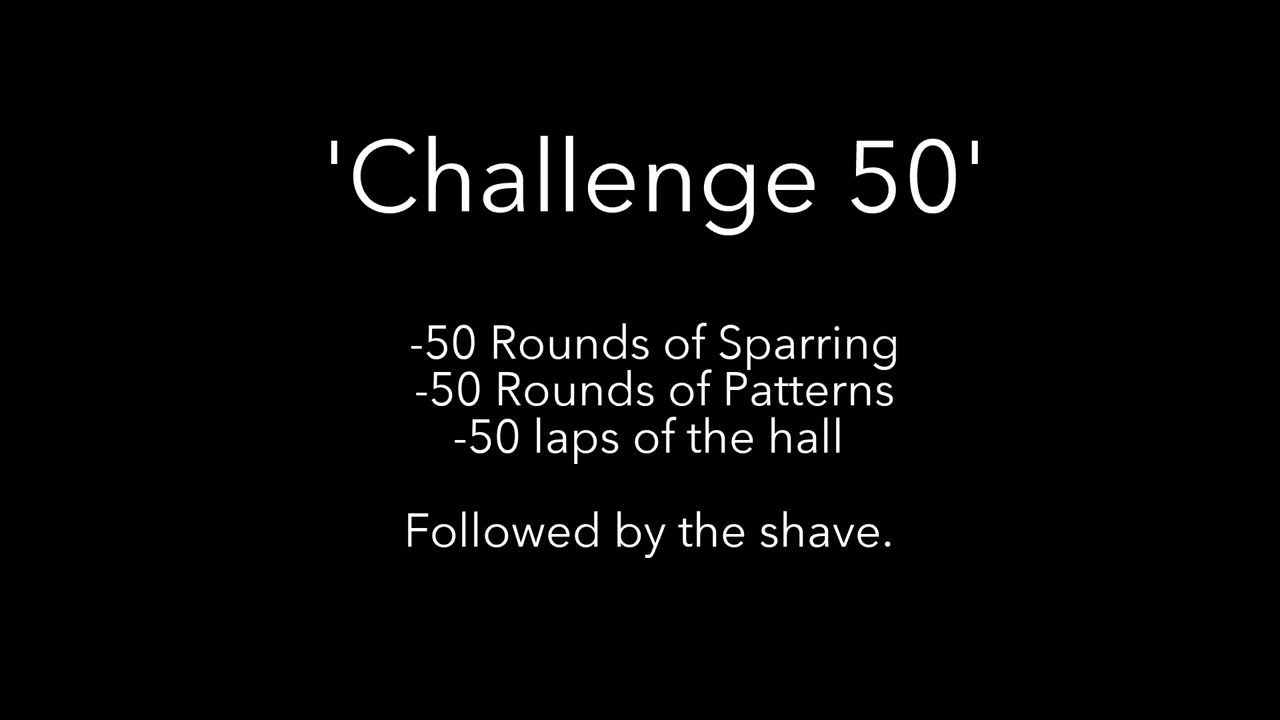 'Challenge 50'
-50 Rounds of Sparring
-50 Rounds of Patterns
-50 laps of the hall
Followed by the shave.